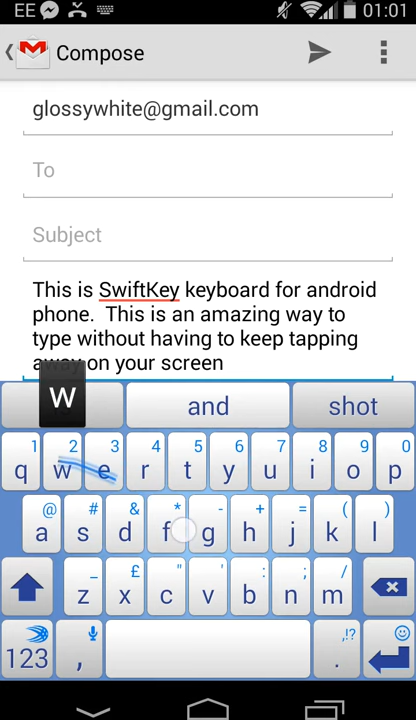 EE 01:01
Compose
glossywhite@gmail.com
To
Subject
This is SwiftKey keyboard for android
phone. This is an amazing way to
type without having to keep tapping
away on your screen
W
and shot
1 2 3 4 5 6 7 8 9 0
q w e r t y u i o p
@ # & * - + = ( )
a s d f g h j k l
_ £ " ' : ; /
z x c v b n m
,!?
123 , .